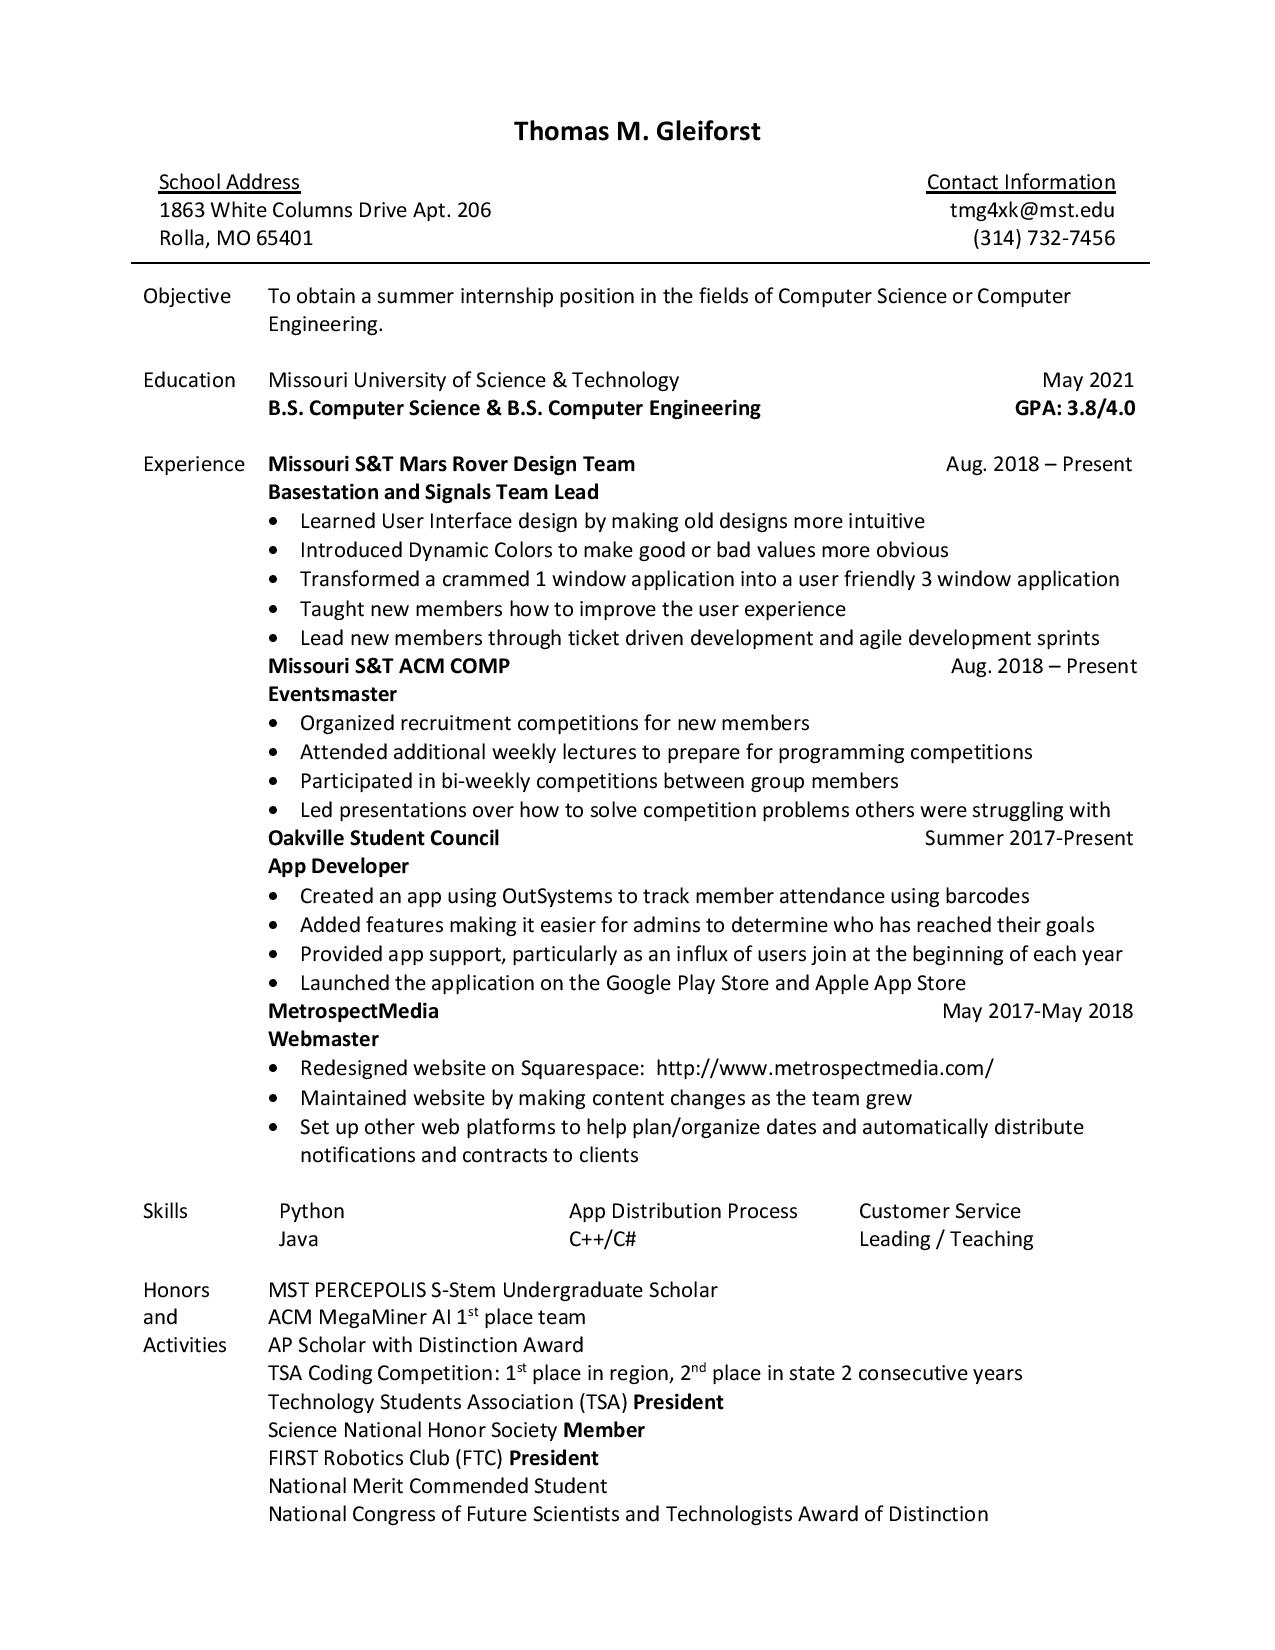 Thomas M. Gleiforst
School Address Contact Information
1863 White Columns Drive Apt. 206 tmg4xk@mst.edu
Rolla, MO 65401 (314) 732-7456
Objective To obtain a summer internship position in the fields of Computer Science or Computer
Engineering.
Education Missouri University of Science & Technology May 2021
B.S. Computer Science & B.S. Computer Engineering GPA: 3.8/4.0
Experience Missouri S&T Mars Rover Design Team Aug. 2018 – Present
Basestation and Signals Team Lead
• Learned User Interface design by making old designs more intuitive
• Introduced Dynamic Colors to make good or bad values more obvious
• Transformed a crammed 1 window application into a user friendly 3 window application
• Taught new members how to improve the user experience
• Lead new members through ticket driven development and agile development sprints
Missouri S&T ACM COMP Aug. 2018 – Present
Eventsmaster
• Organized recruitment competitions for new members
• Attended additional weekly lectures to prepare for programming competitions
• Participated in bi-weekly competitions between group members
• Led presentations over how to solve competition problems others were struggling with
Oakville Student Council Summer 2017-Present
App Developer
• Created an app using OutSystems to track member attendance using barcodes
• Added features making it easier for admins to determine who has reached their goals
• Provided app support, particularly as an influx of users join at the beginning of each year
• Launched the application on the Google Play Store and Apple App Store
MetrospectMedia May 2017-May 2018
Webmaster
• Redesigned website on Squarespace:  http://www.metrospectmedia.com/
• Maintained website by making content changes as the team grew
• Set up other web platforms to help plan/organize dates and automatically distribute
notifications and contracts to clients
Skills Python App Distribution Process Customer Service
Java C++/C# Leading / Teaching
Honors MST PERCEPOLIS S-Stem Undergraduate Scholar
and ACM MegaMiner AI 1st place team
Activities AP Scholar with Distinction Award
TSA Coding Competition: 1st place in region, 2nd place in state 2 consecutive years
Technology Students Association (TSA) President
Science National Honor Society Member
FIRST Robotics Club (FTC) President
National Merit Commended Student
National Congress of Future Scientists and Technologists Award of Distinction